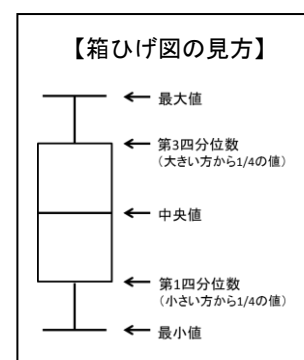 【箱ひげ図の見方】
← 最大値
← 第3四分位数
（大きい方から1/4の値）
← 中央値
← 第1四分位数
（小さい方から1/4の値）
← 最小値